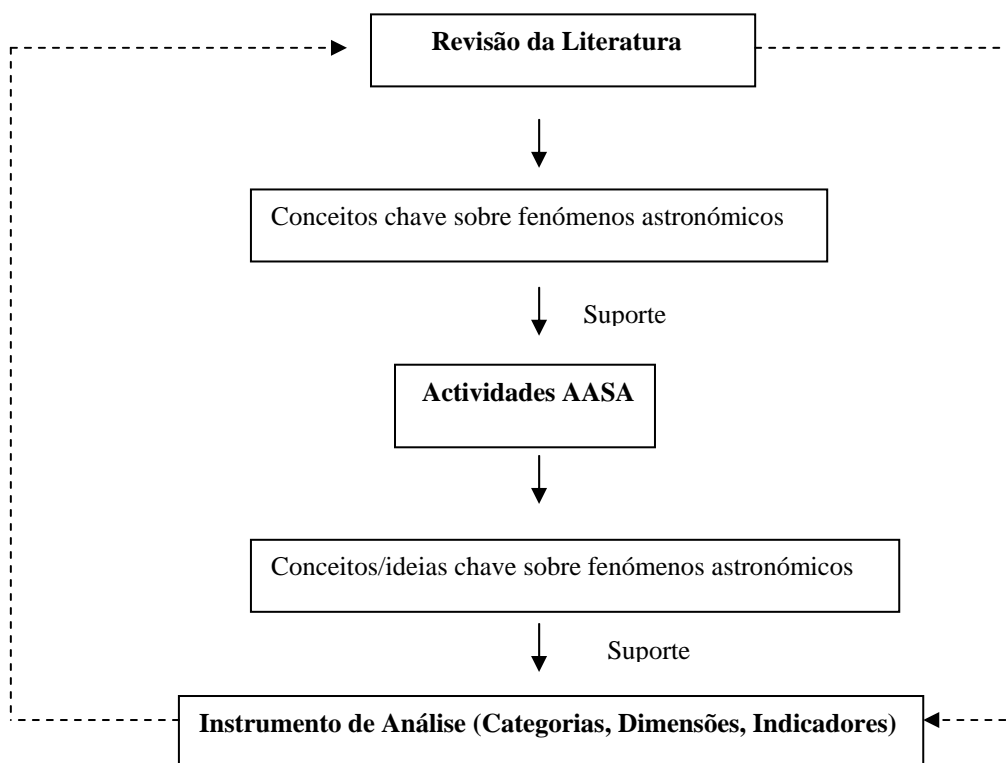 Revisão da Literatura
Conceitos chave sobre fenómenos astronómicos
Suporte
Actividades AASA
Conceitos/ideias chave sobre fenómenos astronómicos
Suporte
Instrumento de Análise (Categorias, Dimensões, Indicadores)